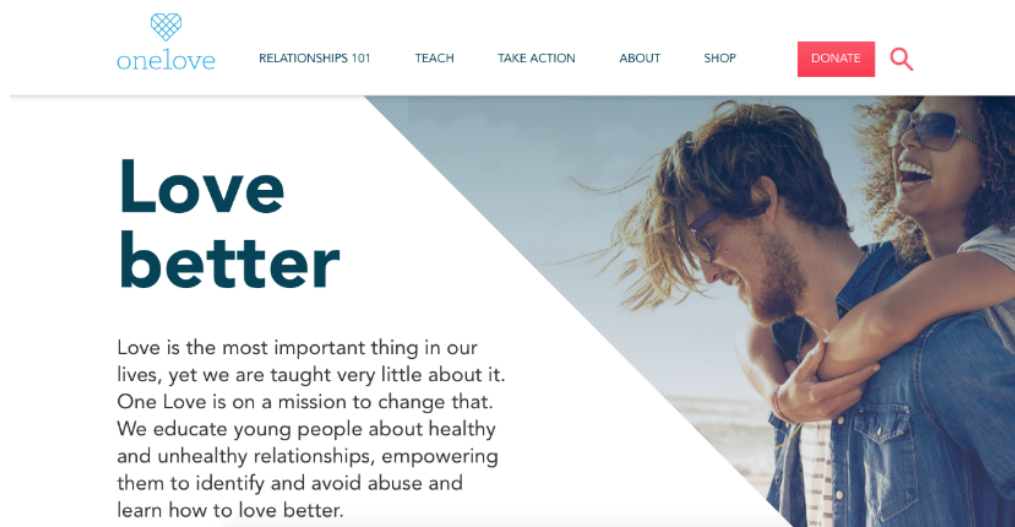 onelove
RELATIONSHIPS 101 TEACH TAKE ACTION ABOUT SHOP DONATE
Love
better
Love is the most important thing in our
lives, yet we are taught very little about it.
One Love is on a mission to change that.
We educate young people about healthy
and unhealthy relationships, empowering
them to identify and avoid abuse and
learn how to love better.